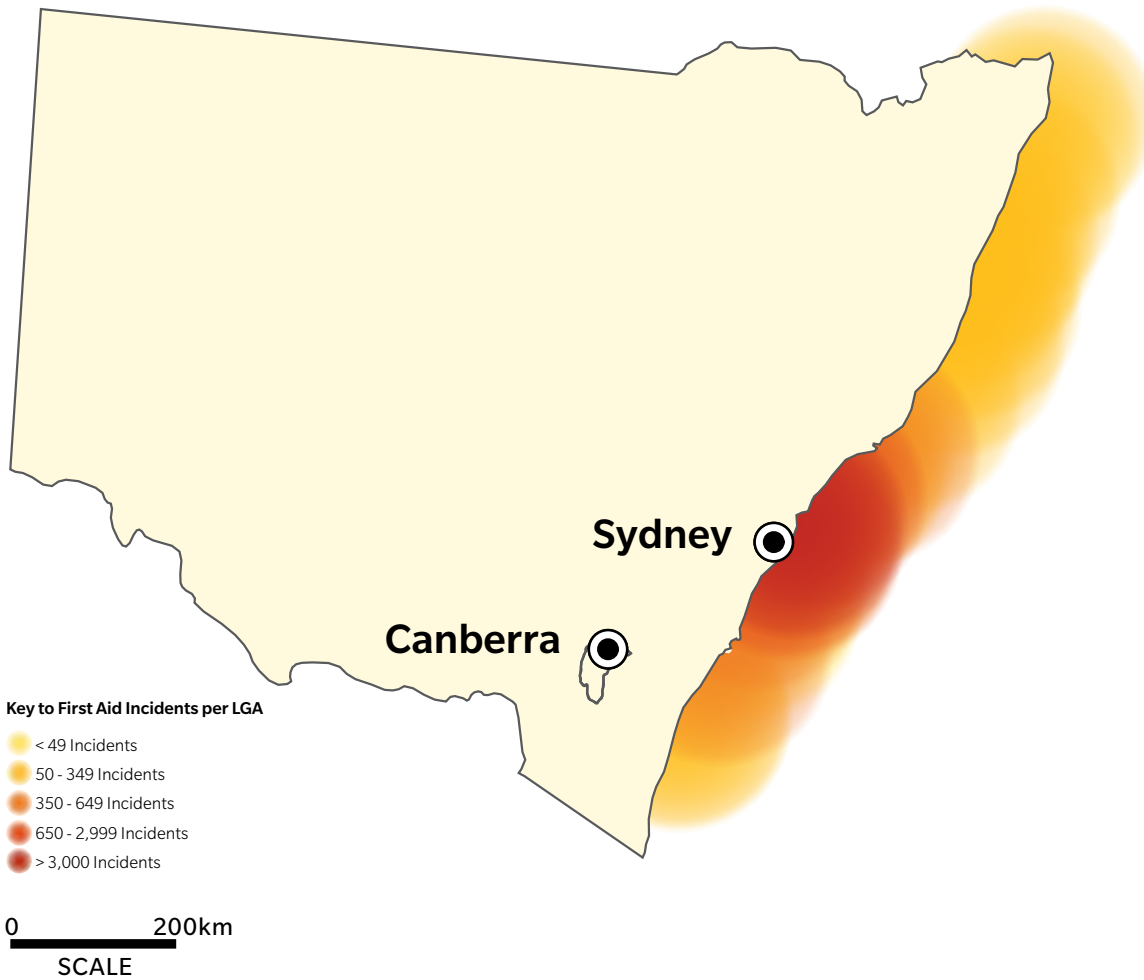 Sydney
Canberra
Key to First Aid Incidents per LGA
< 49 Incidents
50 - 349 Incidents
350 - 649 Incidents
650 - 2,999 Incidents
> 3,000 Incidents
0 200km
SCALE